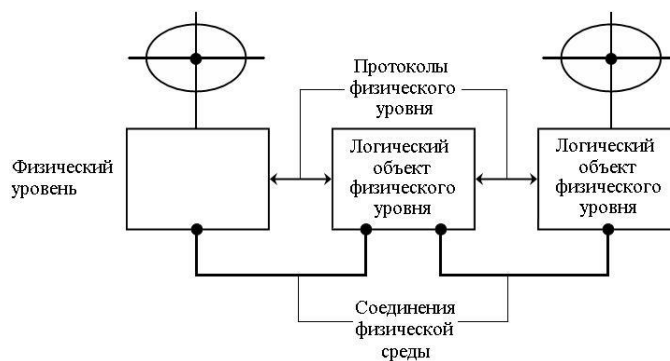 Протоколы
физического
уровня
Физический
уровень
Логический
объект
физического
уровня
Логический
объект
физического
уровня
Соединения
физической
среды